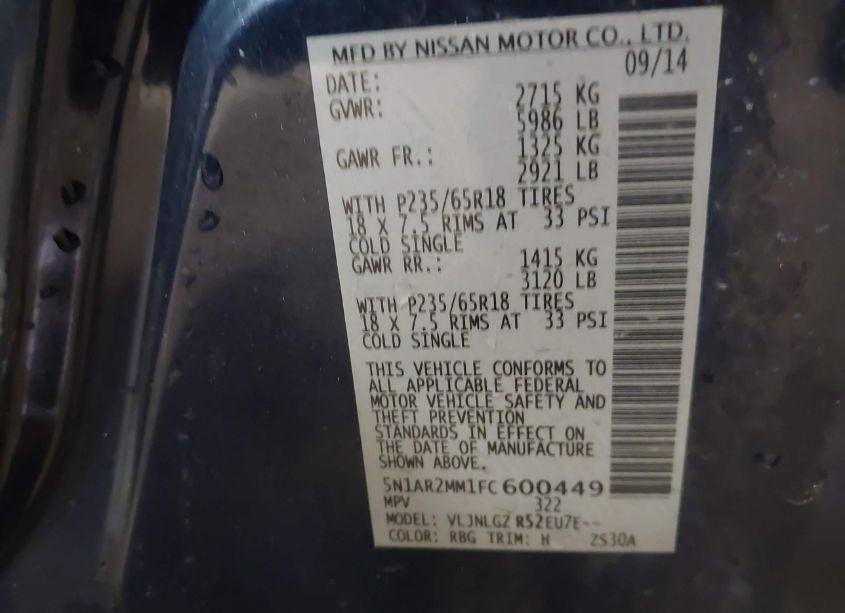 MFD BY NISSAN MOTOR CO., LTD.
DATE: 09/14
GVWR: 2715 KG
5986 LB
GAWR FR.: 1325 KG
2921 LB
WITH P235/65R18 TIRES
18 X 7.5 RIMS AT 33 PSI
COLD SINGLE
GAWR RR.: 1415 KG
3120 LB
WITH P235/65R18 TIRES
18 X 7.5 RIMS AT 33 PSI
COLD SINGLE
THIS VEHICLE CONFORMS TO
ALL APPLICABLE FEDERAL
MOTOR VEHICLE SAFETY AND
THEFT PREVENTION
STANDARDS IN EFFECT ON
THE DATE OF MANUFACTURE
SHOWN ABOVE.
5N1AR2MM1FC600449
MPV 322
MODEL: VLJNLGZ R52EU7E--
COLOR: RBG TRIM: H ZS30A